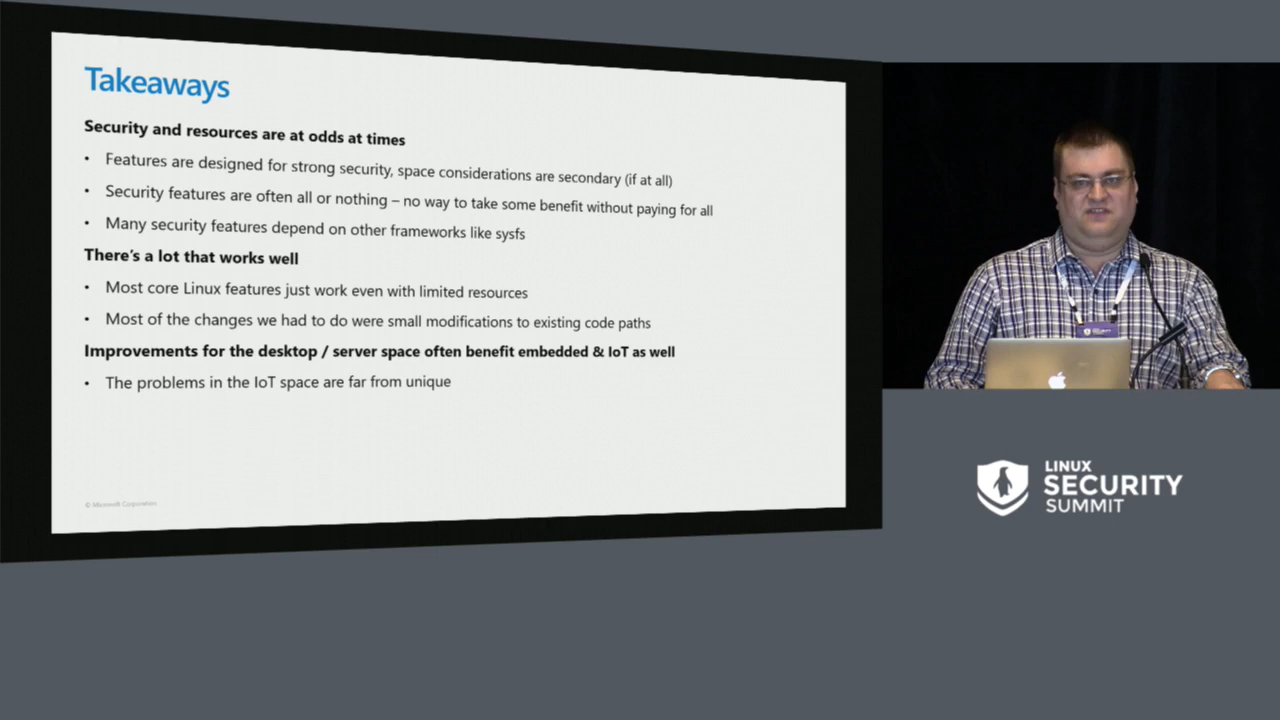 Takeaways
Security and resources are at odds at times
• Features are designed for strong security, space considerations are secondary (if at all)
• Security features are often all or nothing – no way to take some benefit without paying for all
• Many security features depend on other frameworks like sysfs
There's a lot that works well
• Most core Linux features just work even with limited resources
• Most of the changes we had to do were small modifications to existing code paths
Improvements for the desktop / server space often benefit embedded & IoT as well
• The problems in the IoT space are far from unique
© Microsoft Corporation
LINUX
SECURITY
SUMMIT